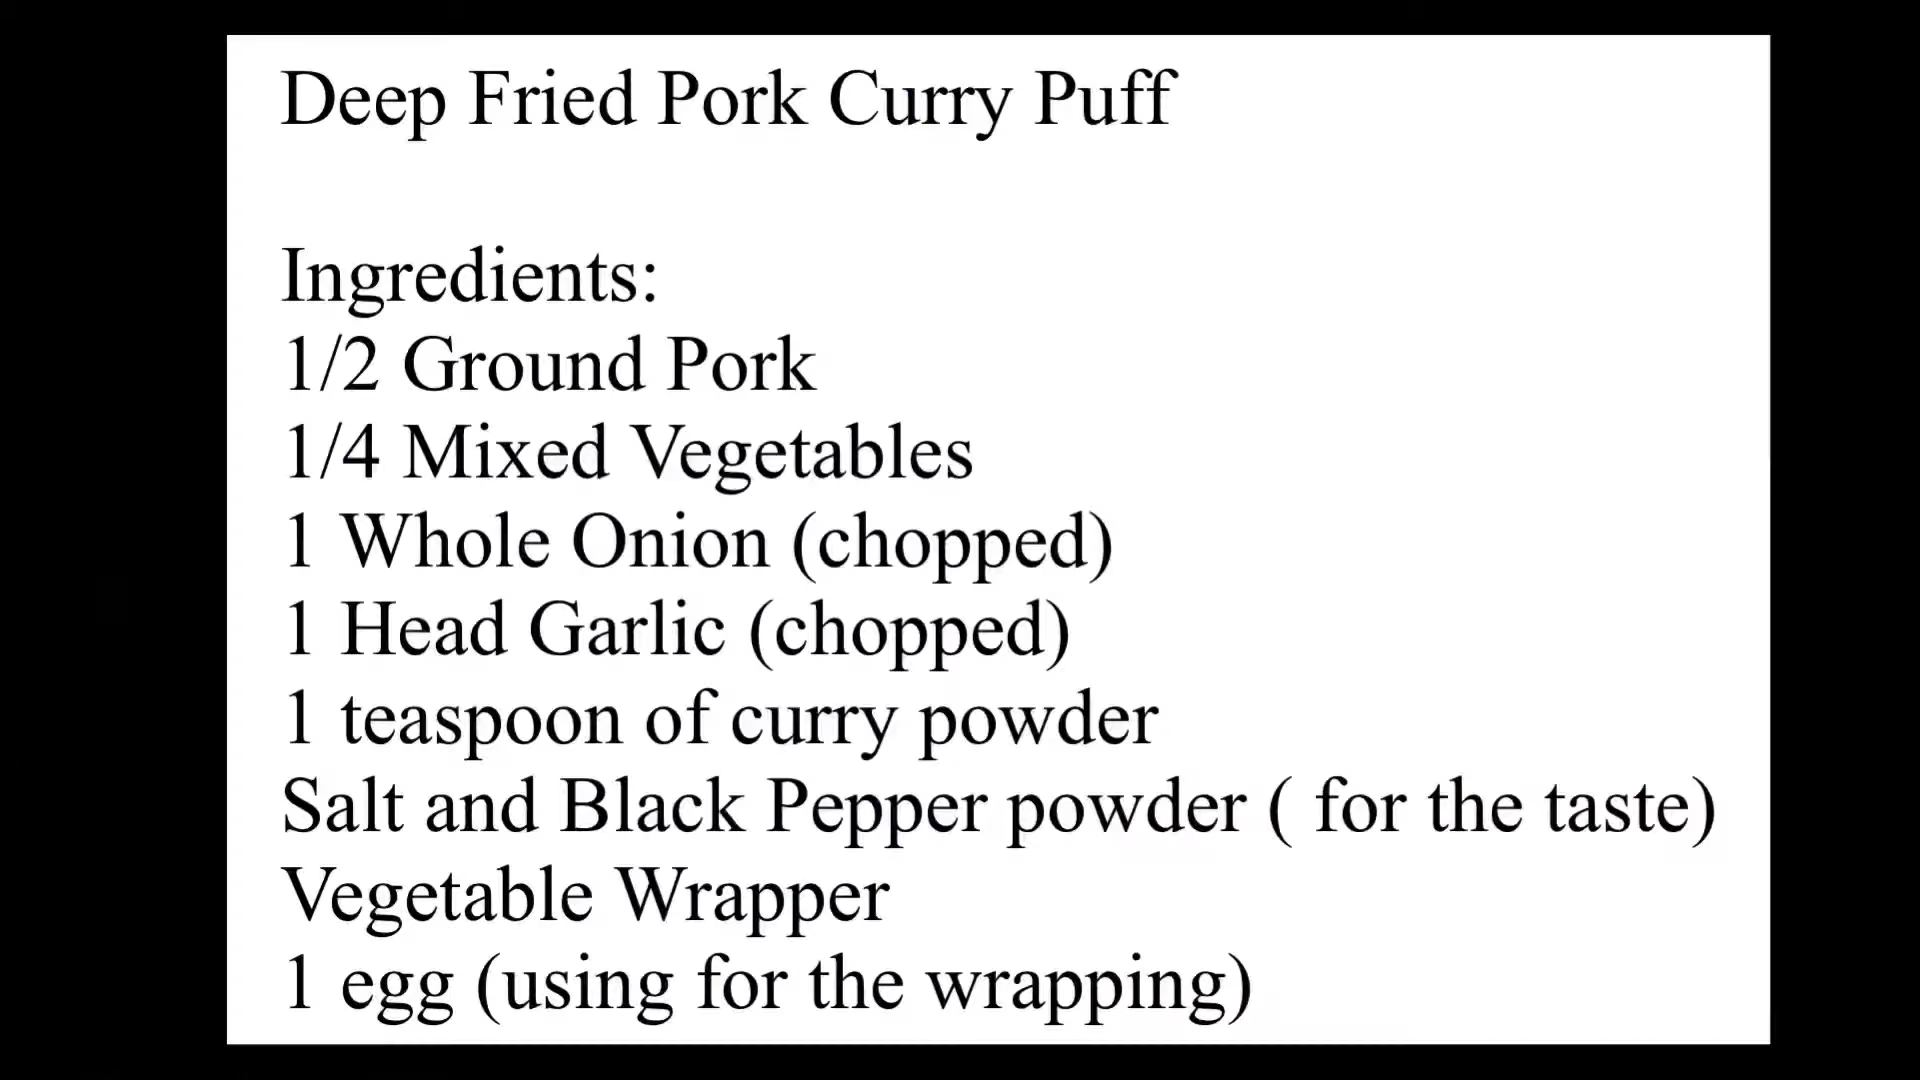 Deep Fried Pork Curry Puff
Ingredients:
1/2 Ground Pork
1/4 Mixed Vegetables
1 Whole Onion (chopped)
1 Head Garlic (chopped)
1 teaspoon of curry powder
Salt and Black Pepper powder ( for the taste)
Vegetable Wrapper
1 egg (using for the wrapping)